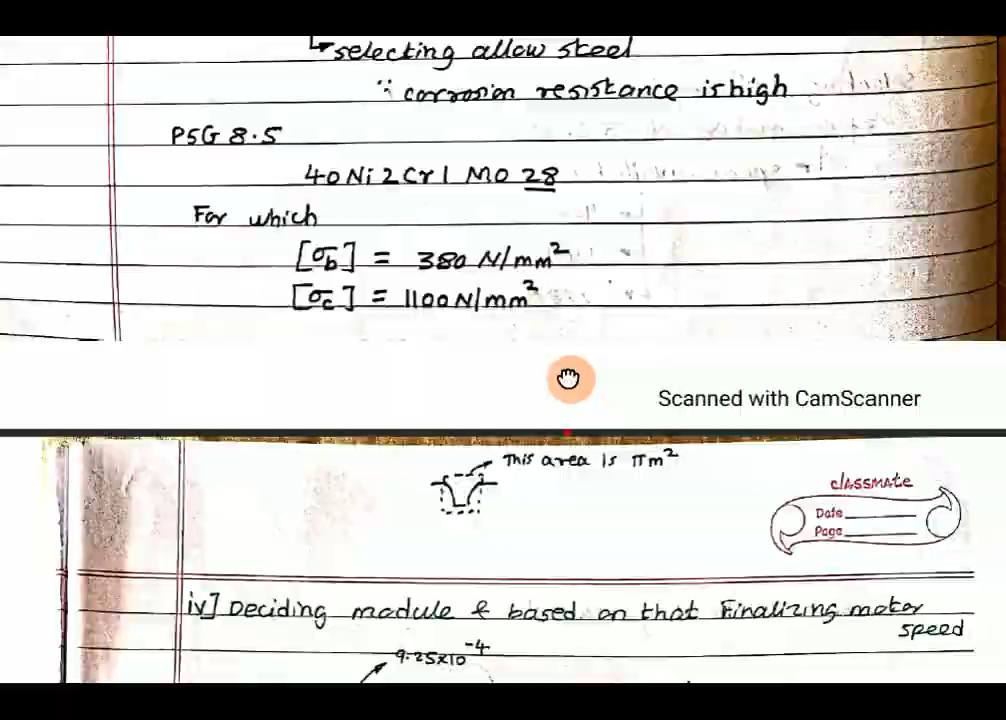 ↳ selecting allow steel
∵ corrosion resistance is high
PSG 8.5
40 Ni 2 Cr 1 Mo 28
For which
[σb] = 380 N/mm²
[σc] = 1100 N/mm²
Scanned with CamScanner
This area is πm²
classmate
Date
Page
iv] Deciding module & based on that Finalizing motor
speed
9.25×10⁻⁴